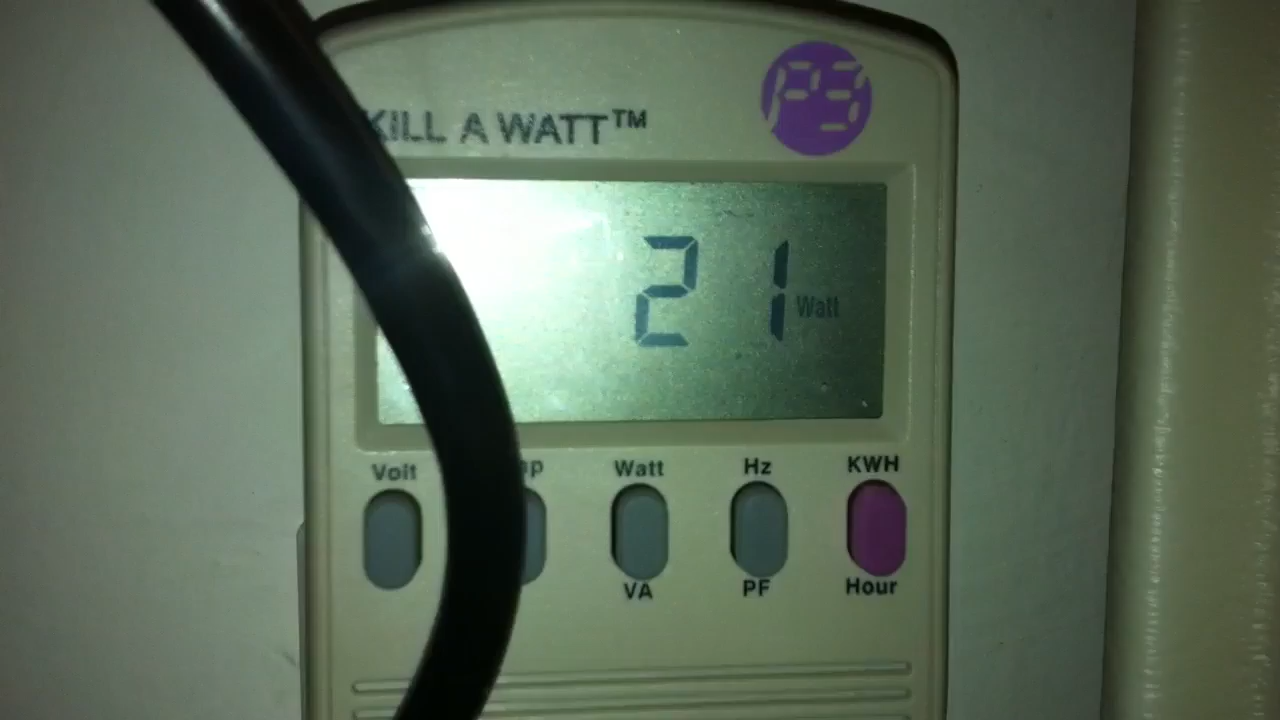 KILL A WATT™
P3
21 Watt
Volt
Watt
Hz
KWH
VA
PF
Hour